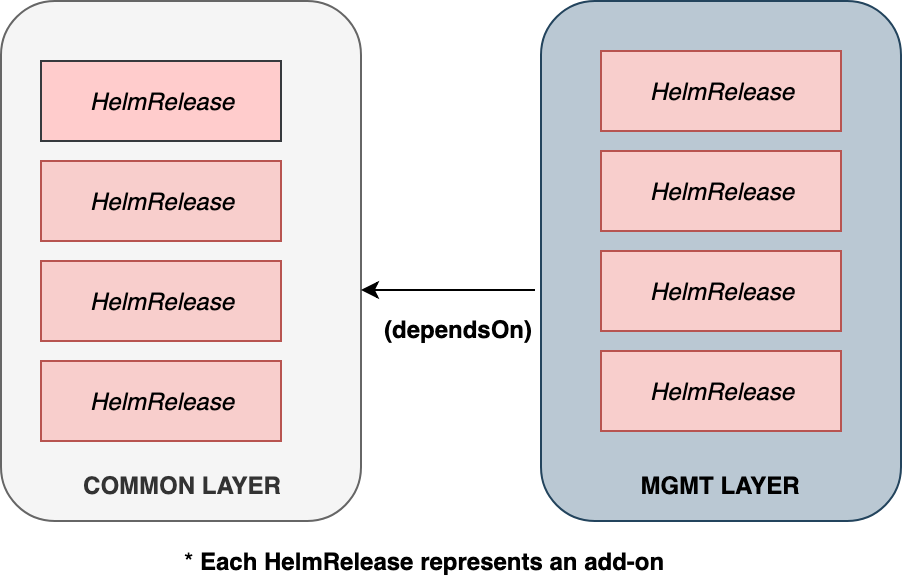 HelmRelease
HelmRelease
HelmRelease
HelmRelease
COMMON LAYER
(dependsOn)
HelmRelease
HelmRelease
HelmRelease
HelmRelease
MGMT LAYER
* Each HelmRelease represents an add-on